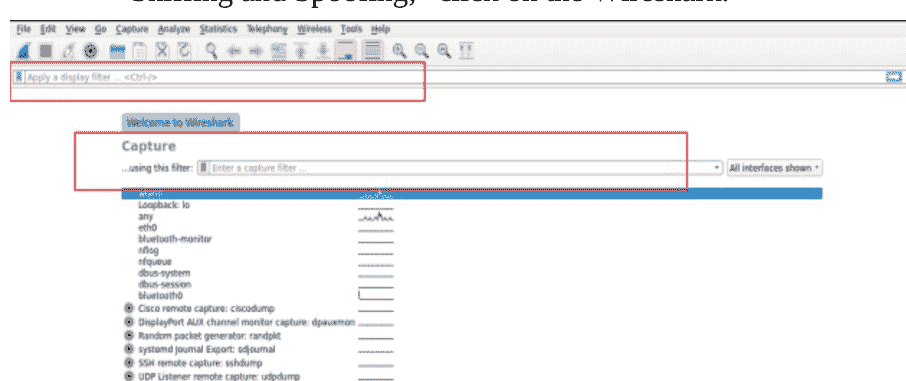 Sniffing and Spoofing," click on the Wireshark.
File Edit View Go Capture Analyze Statistics Telephony Wireless Tools Help
Apply a display filter ... <Ctrl-/>
Welcome to Wireshark
Capture
...using this filter: Enter a capture filter ... All interfaces shown
Loopback: lo
any
eth0
bluetooth-monitor
nflog
nfqueue
dbus-system
dbus-session
bluetooth0
Cisco remote capture: ciscodump
DisplayPort AUX channel monitor capture: dpauxmon
Random packet generator: randpkt
systemd Journal Export: sdjournal
SSH remote capture: sshdump
UDP Listener remote capture: udpdump